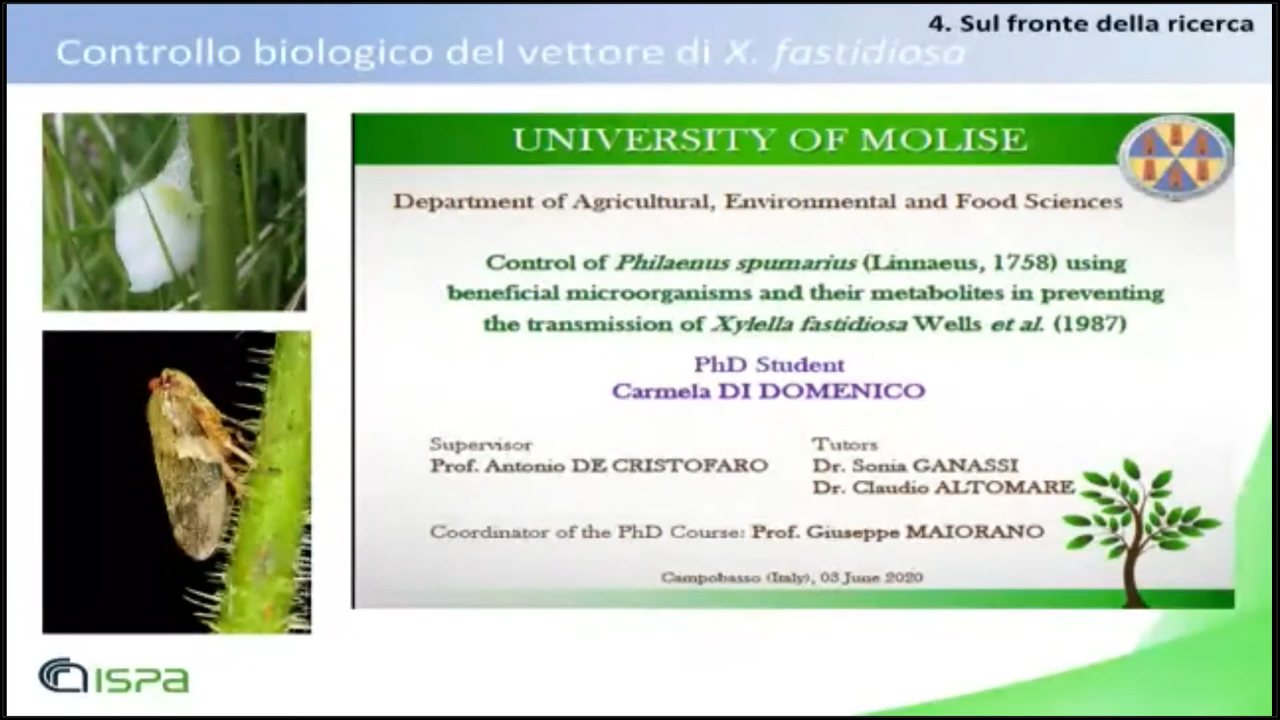 4. Sul fronte della ricerca
Controllo biologico del vettore di X. fastidiosa
UNIVERSITY OF MOLISE
Department of Agricultural, Environmental and Food Sciences
Control of Philaenus spumarius (Linnaeus, 1758) using
beneficial microorganisms and their metabolites in preventing
the transmission of Xylella fastidiosa Wells et al. (1987)
PhD Student
Carmela DI DOMENICO
Supervisor
Prof. Antonio DE CRISTOFARO
Tutors
Dr. Sonia GANASSI
Dr. Claudio ALTOMARE
Coordinator of the PhD Course: Prof. Giuseppe MAIORANO
Campobasso (Italy), 03 June 2020
ISPa